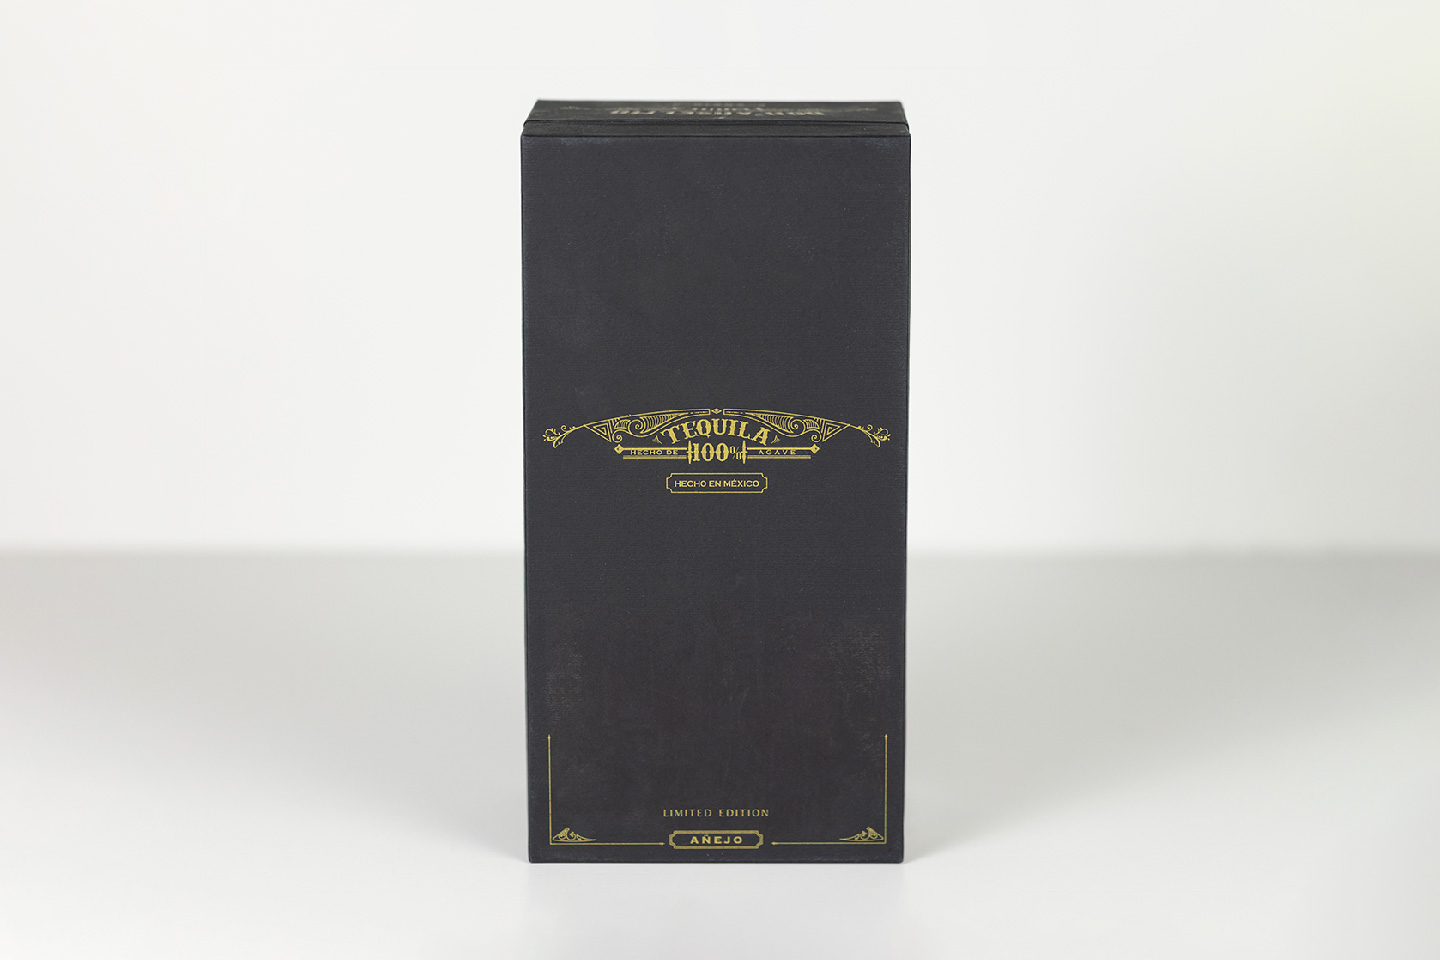 TEQUILA
HECHO DE 100% AGAVE
HECHO EN MÉXICO
LIMITED EDITION
AÑEJO